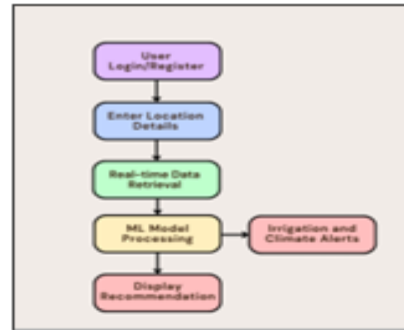 User
Login/Register
Enter Location
Details
Real-time Data
Retrieval
ML Model
Processing
Irrigation and
Climate Alerts
Display
Recommendation